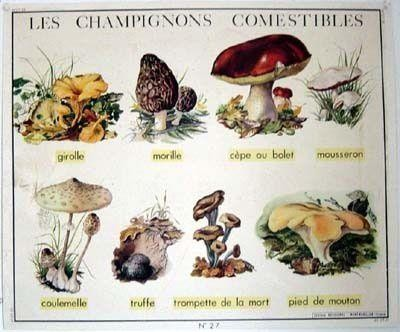 LES CHAMPIGNONS COMESTIBLES
girolle
morille
cèpe ou bolet
mousseron
coulemelle
truffe
trompette de la mort
pied de mouton
N° 27